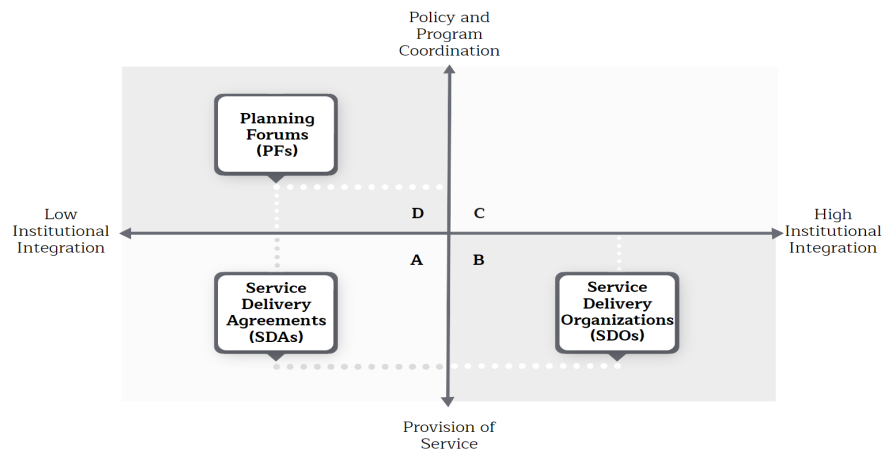 Policy and
Program
Coordination
Planning
Forums
(PFs)
D
C
Low
Institutional
Integration
High
Institutional
Integration
A
B
Service
Delivery
Agreements
(SDAs)
Service
Delivery
Organizations
(SDOs)
Provision of
Service